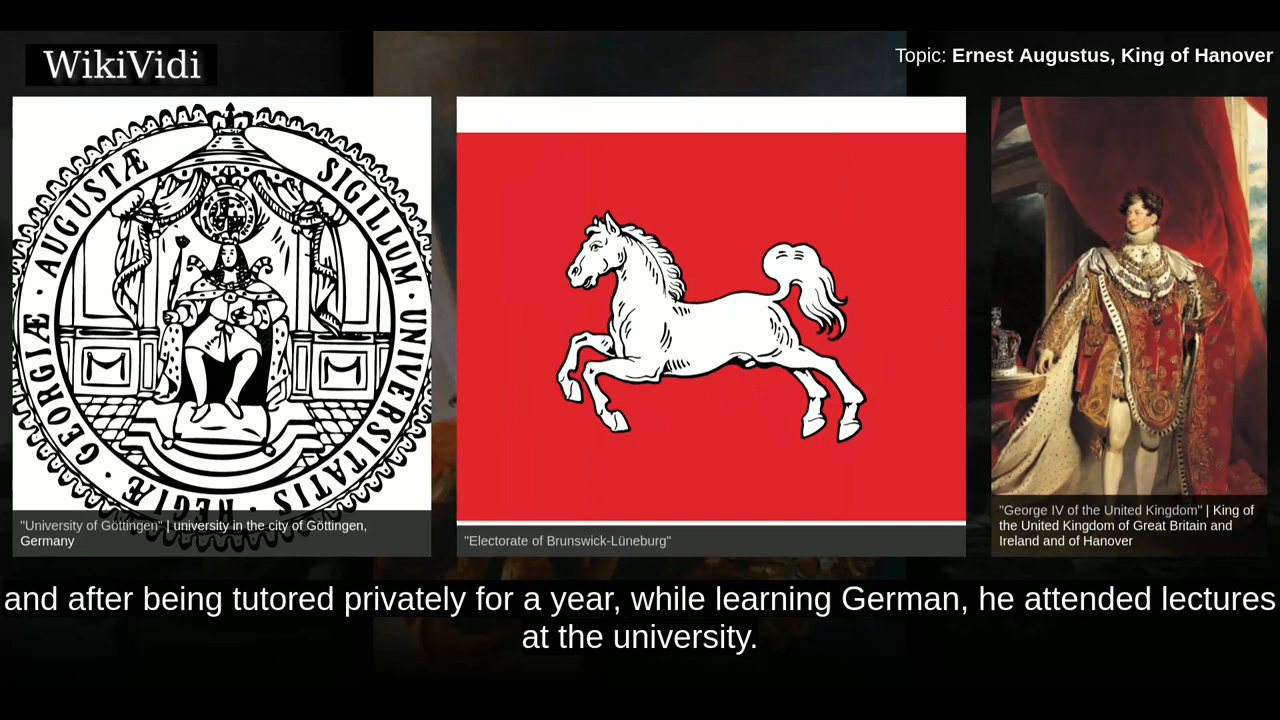 WikiVidi
Topic: Ernest Augustus, King of Hanover
SIGILLUM · UNIVERSITATIS · REGIÆ · GEORGIÆ · AUGUSTÆ
"University of Göttingen" | university in the city of Göttingen,
Germany
"Electorate of Brunswick-Lüneburg"
"George IV of the United Kingdom" | King of
the United Kingdom of Great Britain and
Ireland and of Hanover
and after being tutored privately for a year, while learning German, he attended lectures
at the university.